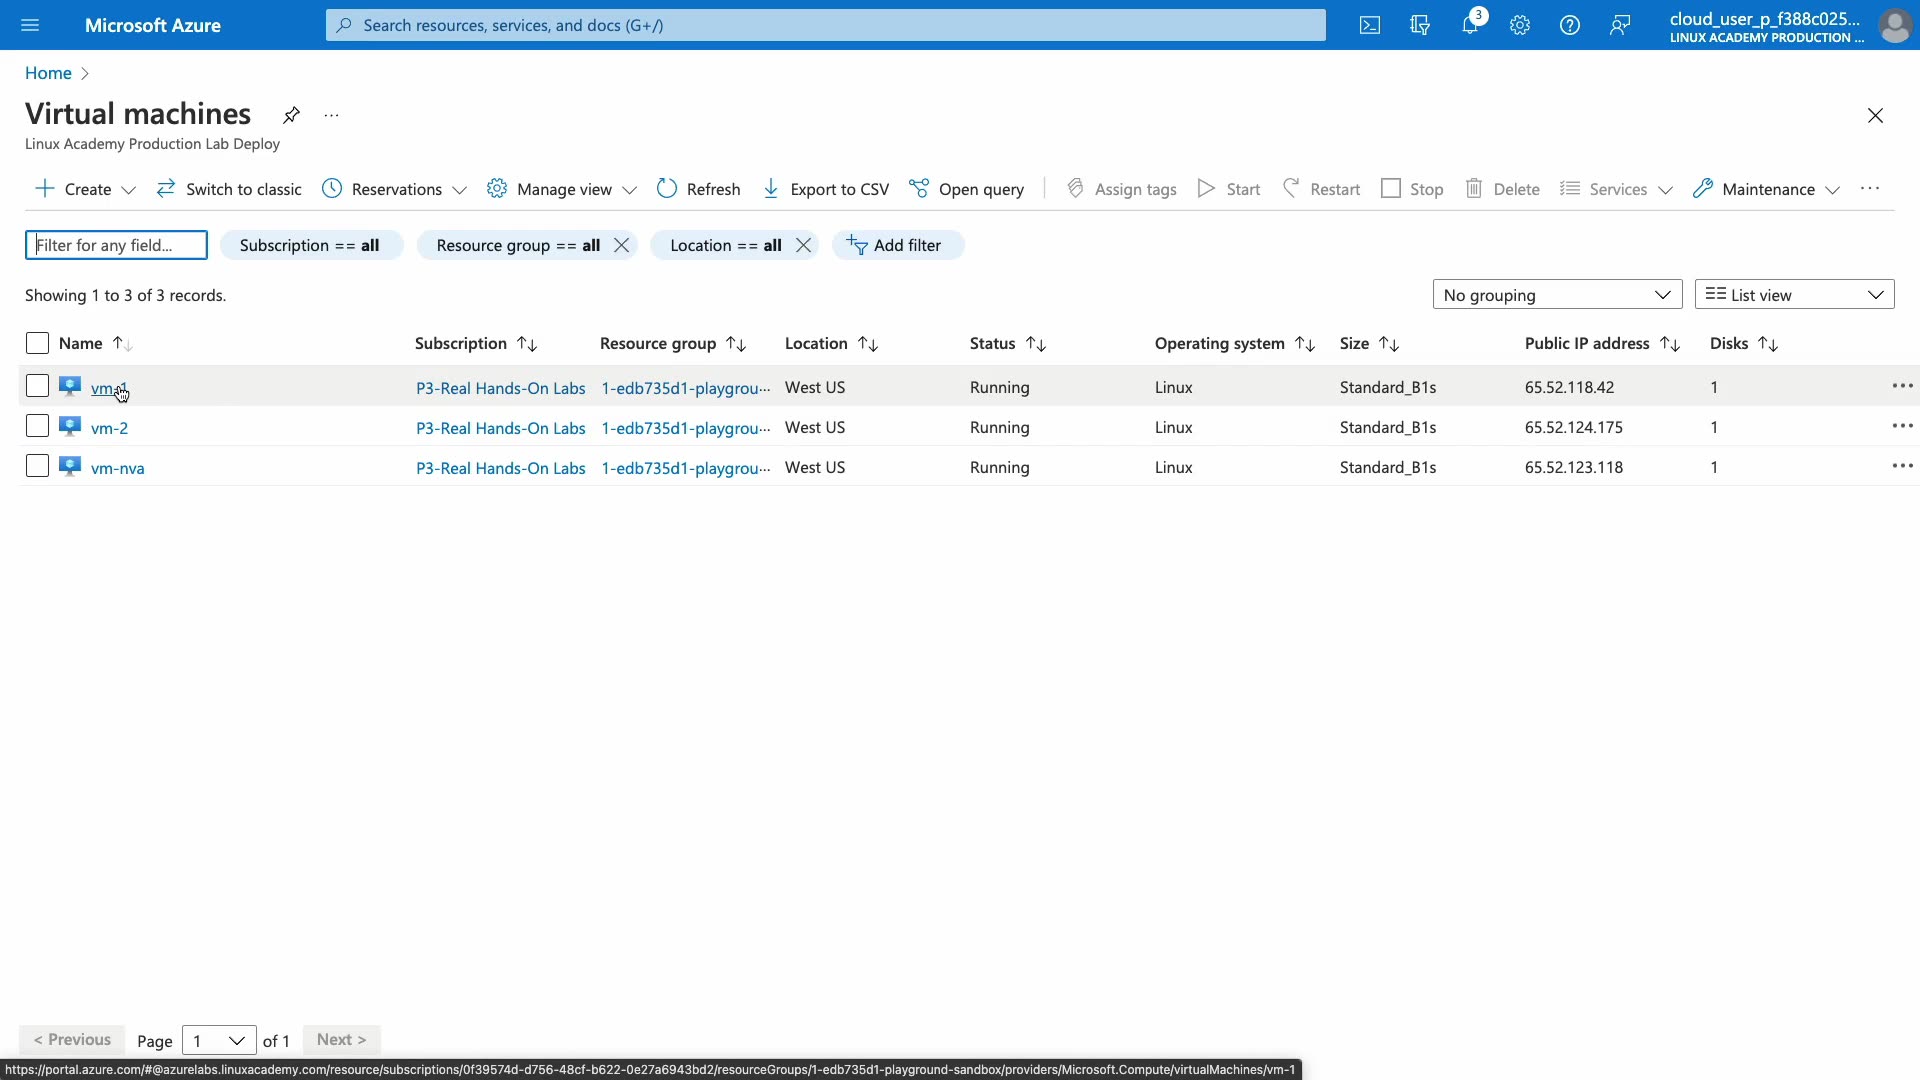 Microsoft Azure
Search resources, services, and docs (G+/)
3
cloud_user_p_f388c025...
LINUX ACADEMY PRODUCTION ...
Home >
Virtual machines
Linux Academy Production Lab Deploy
Create
Switch to classic
Reservations
Manage view
Refresh
Export to CSV
Open query
Assign tags
Start
Restart
Stop
Delete
Services
Maintenance
Filter for any field...
Subscription == all
Resource group == all
Location == all
Add filter
Showing 1 to 3 of 3 records.
No grouping
List view
Name Subscription Resource group Location Status Operating system Size Public IP address Disks
vm-1 P3-Real Hands-On Labs 1-edb735d1-playgrou... West US Running Linux Standard_B1s 65.52.118.42 1
vm-2 P3-Real Hands-On Labs 1-edb735d1-playgrou... West US Running Linux Standard_B1s 65.52.124.175 1
vm-nva P3-Real Hands-On Labs 1-edb735d1-playgrou... West US Running Linux Standard_B1s 65.52.123.118 1
< Previous Page 1 of 1 Next >
https://portal.azure.com/#@azurelabs.linuxacademy.com/resource/subscriptions/0f39574d-d756-48cf-b622-0e27a6943bd2/resourceGroups/1-edb735d1-playground-sandbox/providers/Microsoft.Compute/virtualMachines/vm-1